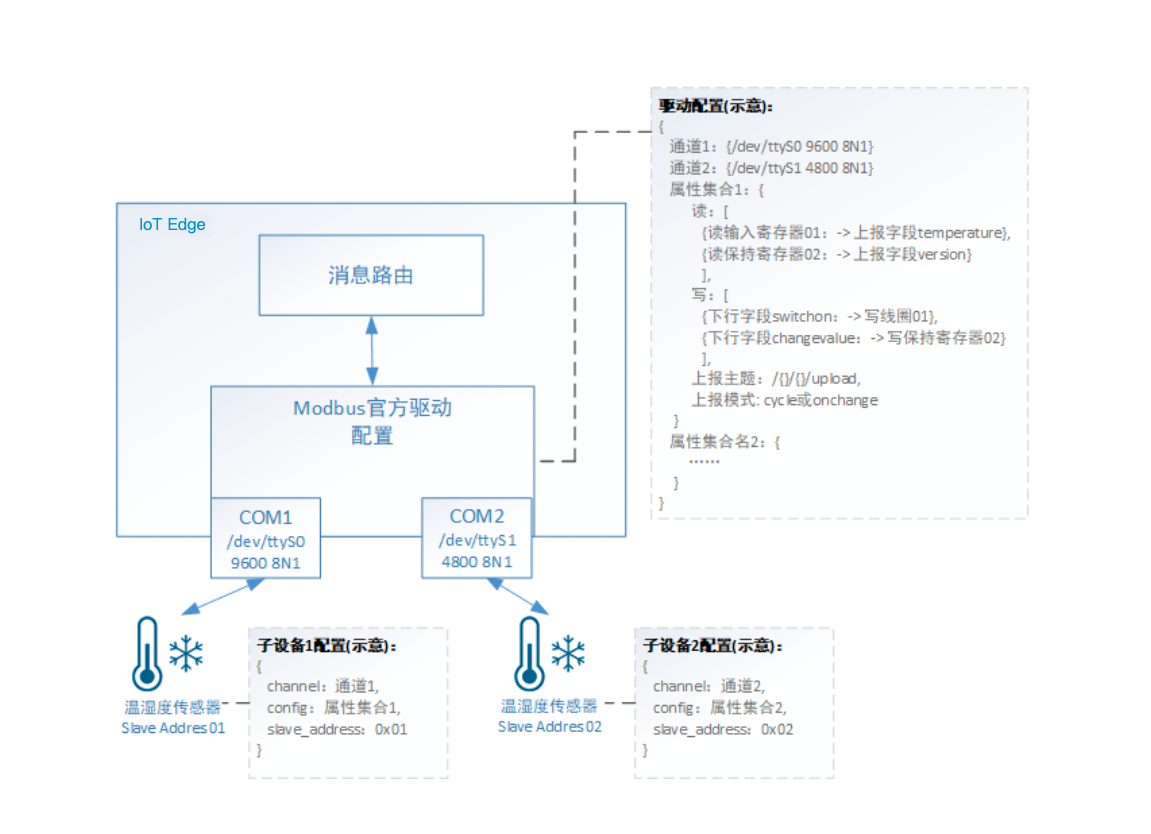 IoT Edge
消息路由
Modbus官方驱动
配置
COM1
/dev/ttyS0
9600 8N1
COM2
/dev/ttyS1
4800 8N1
驱动配置(示意)：
{
通道1：{/dev/ttyS0 9600 8N1}
通道2：{/dev/ttyS1 4800 8N1}
属性集合1：{
读：[
{读输入寄存器01：-> 上报字段temperature},
{读保持寄存器02：-> 上报字段version}
],
写：[
{下行字段switchon：-> 写线圈01},
{下行字段changevalue：-> 写保持寄存器02}
],
上报主题：/{}/{}/upload,
上报模式: cycle或onchange
}
属性集合名2：{
······
}
}
温湿度传感器
Slave Addres 01
子设备1配置(示意)：
{
channel：通道1,
config：属性集合1,
slave_address：0x01
}
温湿度传感器
Slave Addres 02
子设备2配置(示意)：
{
channel：通道2,
config：属性集合2,
slave_address：0x02
}